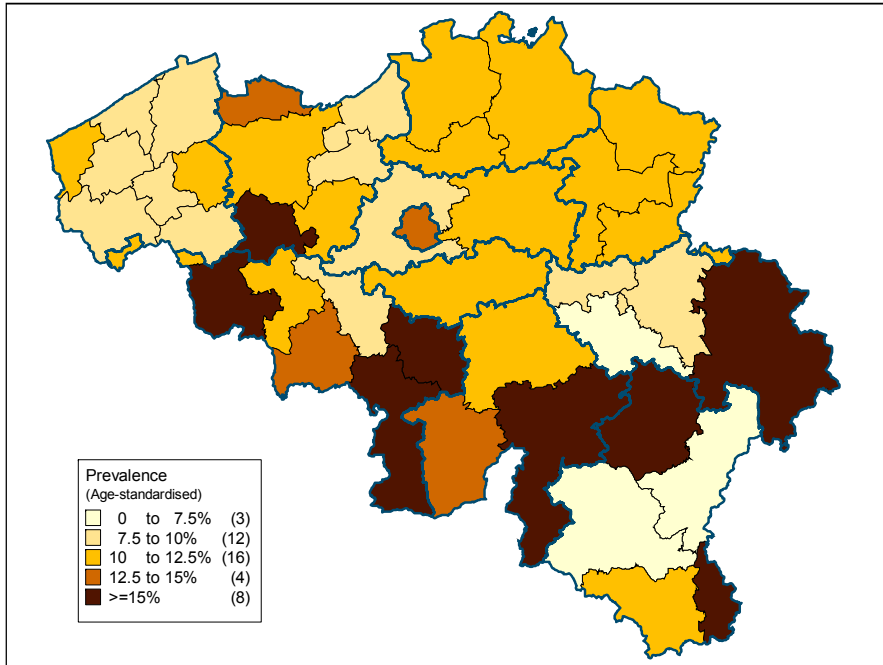 Prevalence
(Age-standardised)
0 to 7.5% (3)
7.5 to 10% (12)
10 to 12.5% (16)
12.5 to 15% (4)
>=15% (8)